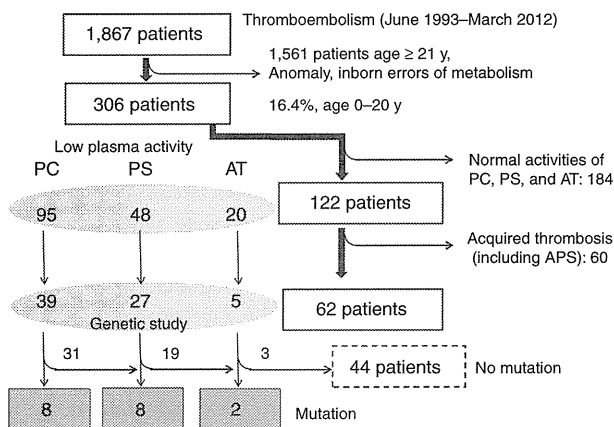 Thromboembolism (June 1993–March 2012)
1,867 patients
1,561 patients age ≥ 21 y,
Anomaly, inborn errors of metabolism
306 patients
16.4%, age 0–20 y
Low plasma activity
PC PS AT
Normal activities of
PC, PS, and AT: 184
95 48 20
122 patients
Acquired thrombosis
(including APS): 60
39 27 5
62 patients
Genetic study
31 19 3
44 patients
No mutation
8 8 2
Mutation